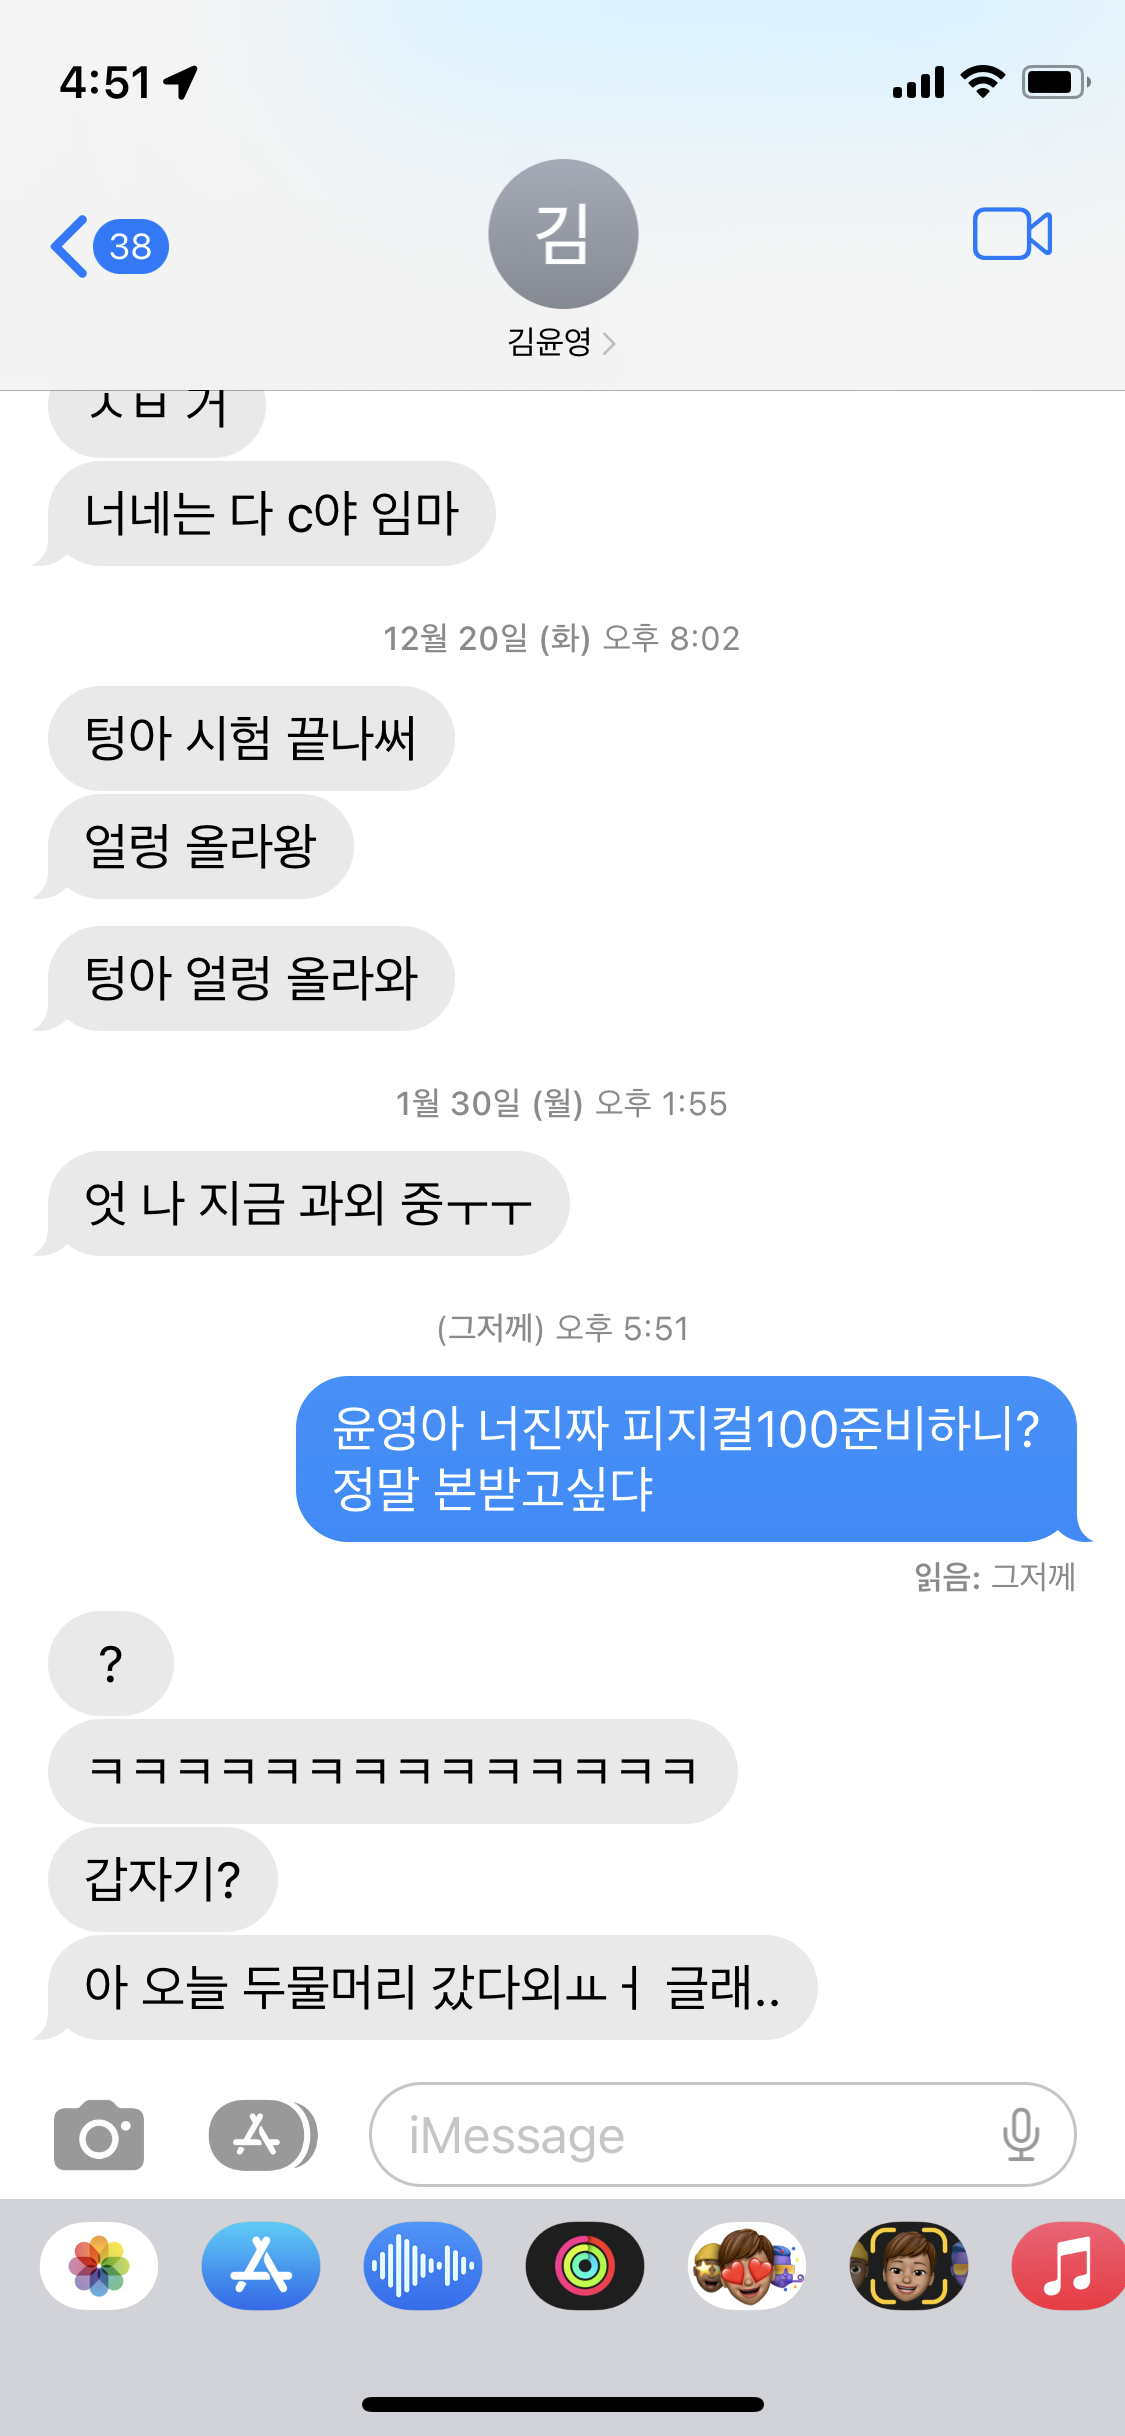 4:51
38
김
김윤영
ㅅㅂ 거
너네는 다 c야 임마
12월 20일 (화) 오후 8:02
텅아 시험 끝나써
얼렁 올라왕
텅아 얼렁 올라와
1월 30일 (월) 오후 1:55
엇 나 지금 과외 중ㅜㅜ
(그저께) 오후 5:51
윤영아 너진짜 피지컬100준비하니?
정말 본받고싶댜
읽음: 그저께
?
ㅋㅋㅋㅋㅋㅋㅋㅋㅋㅋㅋㅋㅋㅋ
갑자기?
아 오늘 두물머리 갔다외ㅛㅓ 글래..
iMessage